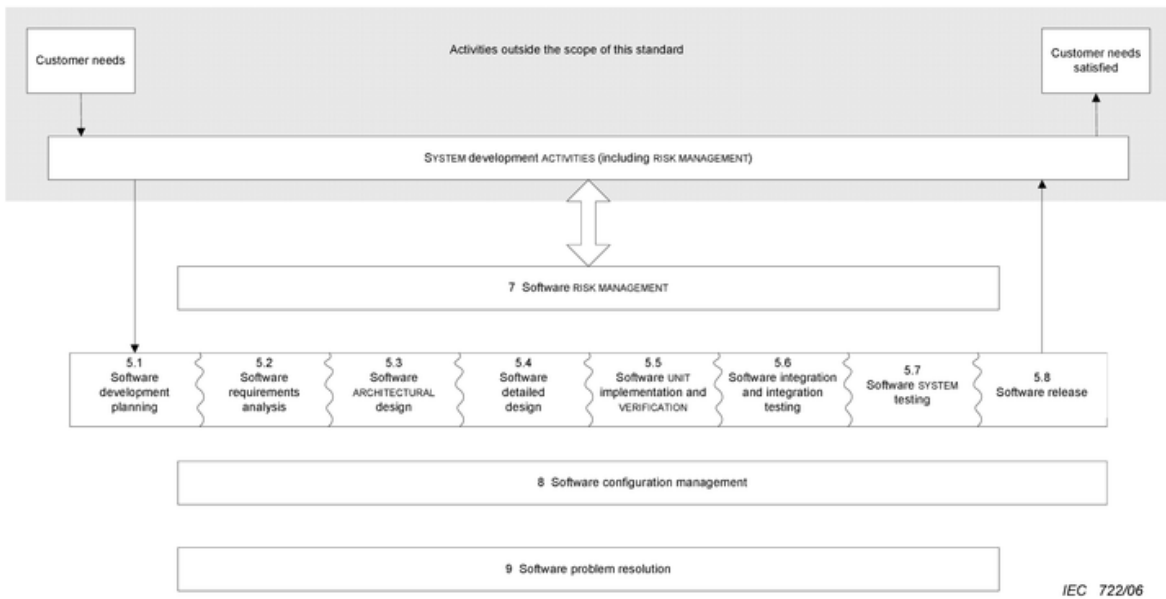 Activities outside the scope of this standard
Customer needs
Customer needs
satisfied
SYSTEM development ACTIVITIES (including RISK MANAGEMENT)
7 Software RISK MANAGEMENT
5.1
Software
development
planning
5.2
Software
requirements
analysis
5.3
Software
ARCHITECTURAL
design
5.4
Software
detailed
design
5.5
Software UNIT
implementation and
VERIFICATION
5.6
Software integration
and integration
testing
5.7
Software SYSTEM
testing
5.8
Software release
8 Software configuration management
9 Software problem resolution
IEC 722/06